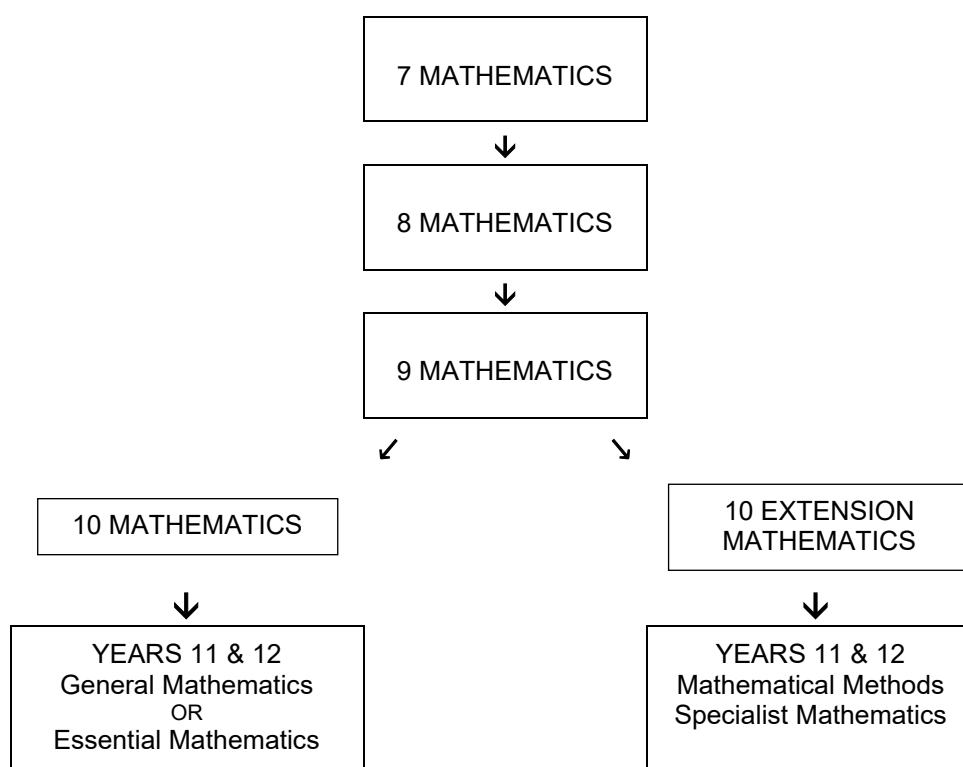 7 MATHEMATICS
8 MATHEMATICS
9 MATHEMATICS
10 MATHEMATICS
10 EXTENSION
MATHEMATICS
YEARS 11 & 12
General Mathematics
OR
Essential Mathematics
YEARS 11 & 12
Mathematical Methods
Specialist Mathematics